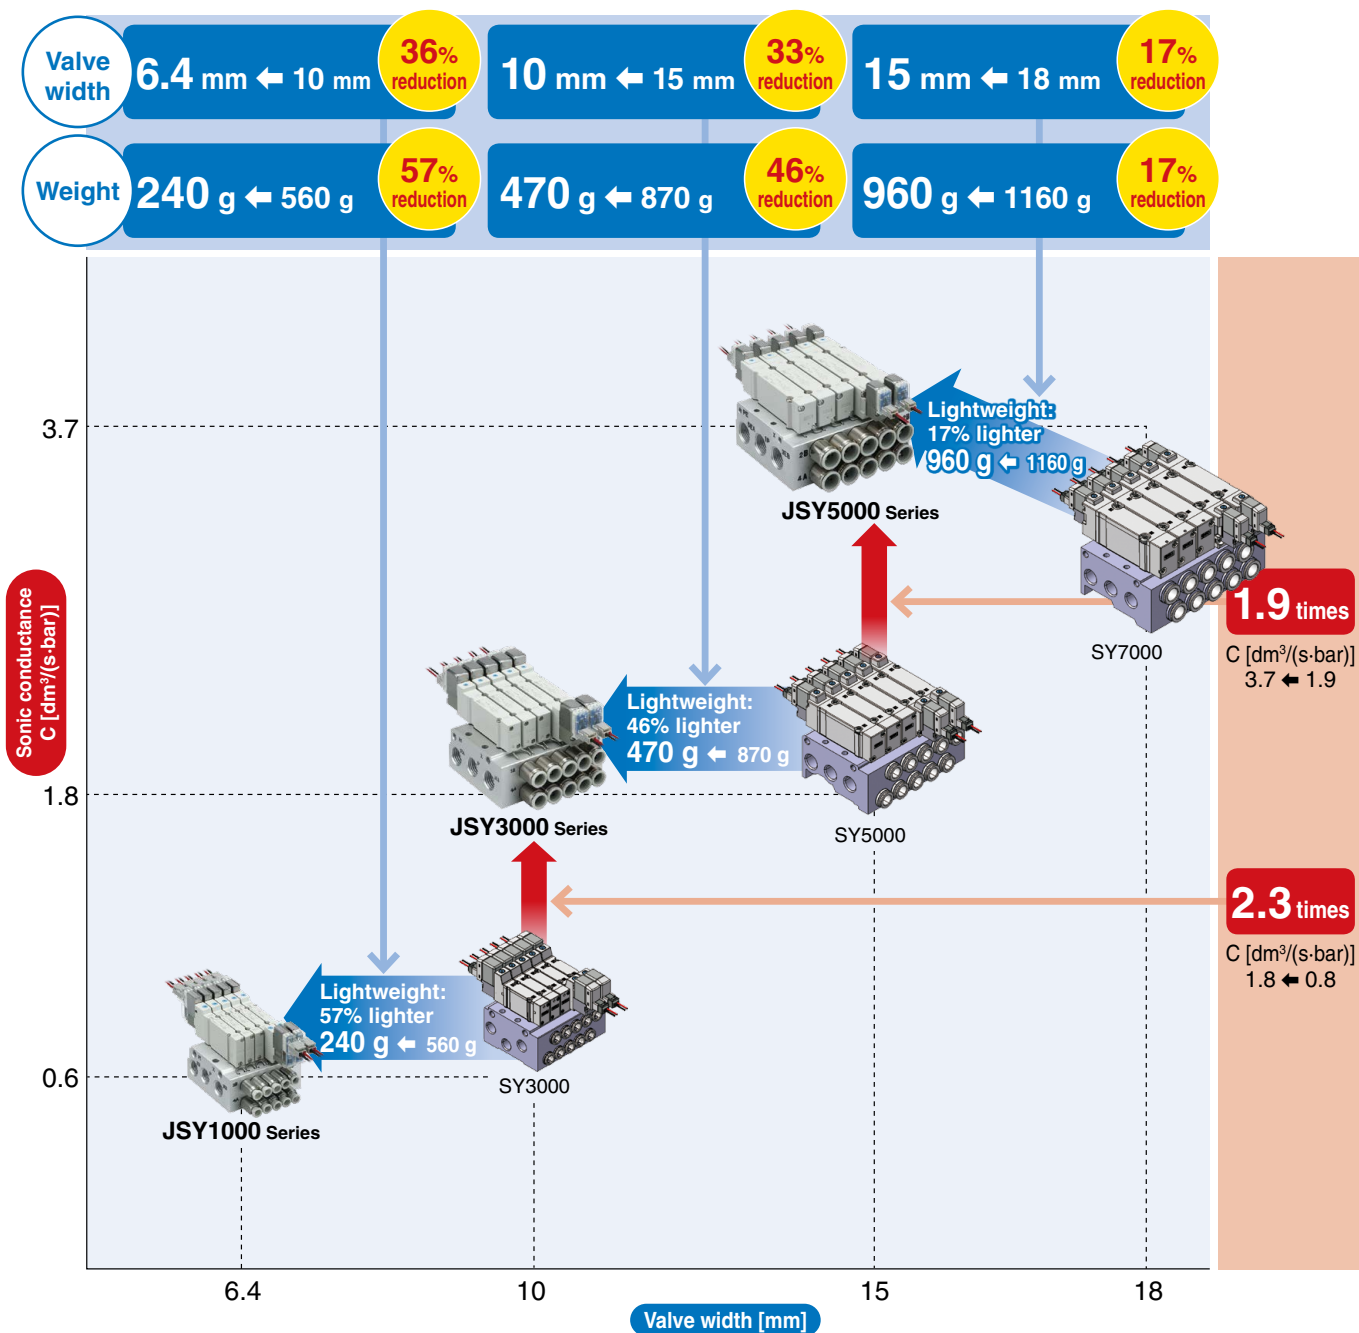 Valve
width
6.4 mm ← 10 mm
36%
reduction
10 mm ← 15 mm
33%
reduction
15 mm ← 18 mm
17%
reduction
Weight
240 g ← 560 g
57%
reduction
470 g ← 870 g
46%
reduction
960 g ← 1160 g
17%
reduction
Sonic conductance
C [dm³/(s·bar)]
3.7
1.8
0.6
Lightweight:
17% lighter
960 g ← 1160 g
JSY5000 Series
SY7000
1.9 times
C [dm³/(s·bar)]
3.7 ← 1.9
Lightweight:
46% lighter
470 g ← 870 g
JSY3000 Series
SY5000
2.3 times
C [dm³/(s·bar)]
1.8 ← 0.8
Lightweight:
57% lighter
240 g ← 560 g
SY3000
JSY1000 Series
6.4
10
15
18
Valve width [mm]